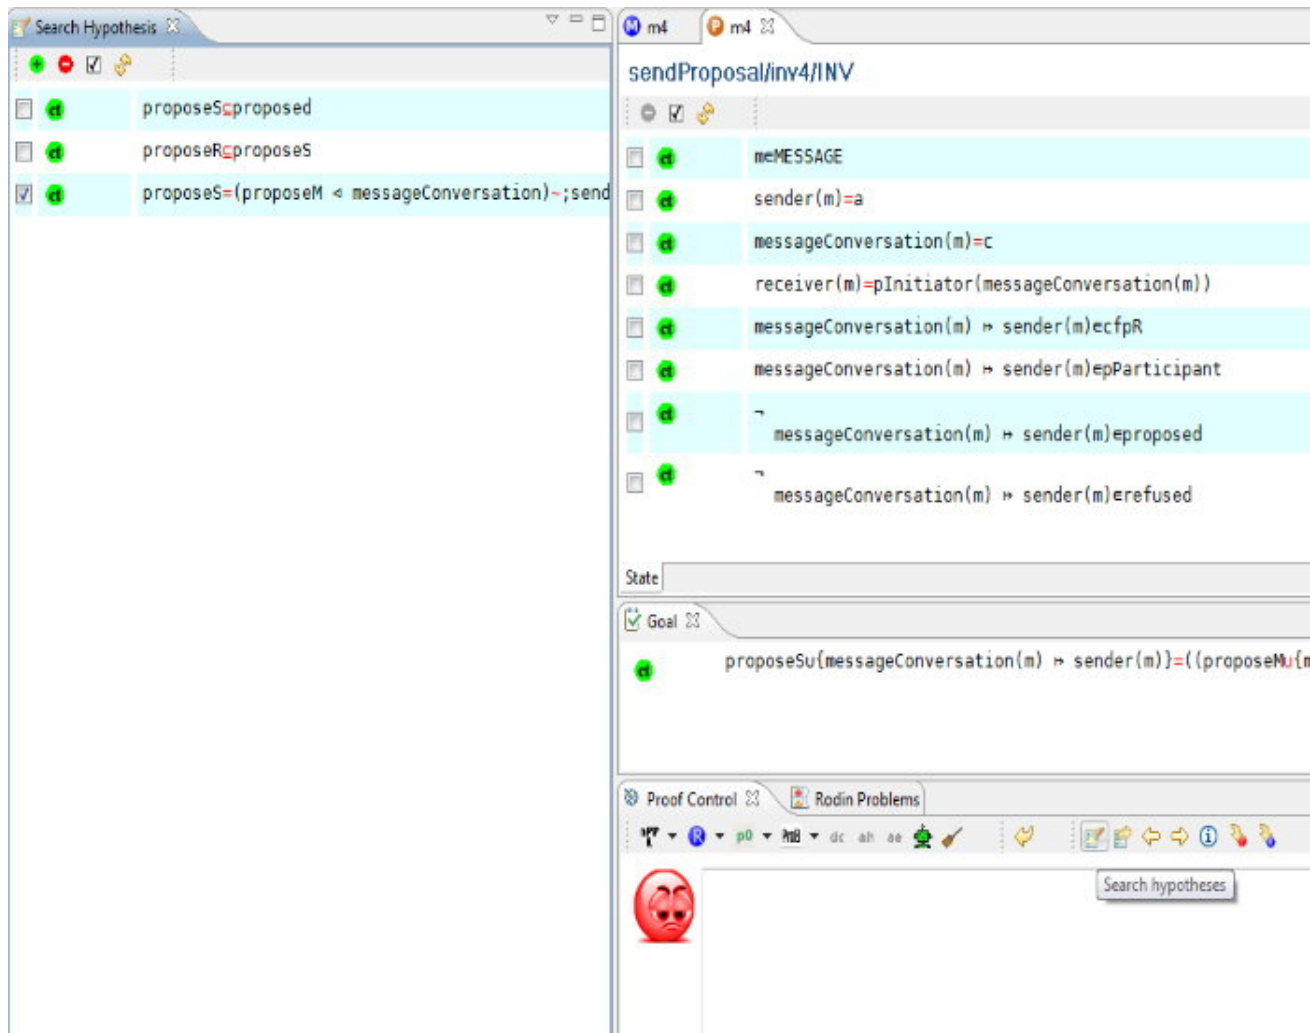 Search Hypothesis
proposeS⊆proposed
proposeR⊆proposeS
proposeS=(proposeM ◁ messageConversation)~;send
m4
m4
sendProposal/inv4/INV
m∈MESSAGE
sender(m)=a
messageConversation(m)=c
receiver(m)=pInitiator(messageConversation(m))
messageConversation(m) ↦ sender(m)∈cfpR
messageConversation(m) ↦ sender(m)∈pParticipant
¬
messageConversation(m) ↦ sender(m)∈proposed
¬
messageConversation(m) ↦ sender(m)∈refused
State
Goal
proposeS∪{messageConversation(m) ↦ sender(m)}=((proposeM∪{m
Proof Control Rodin Problems
R p0 dc ah ae
Search hypotheses